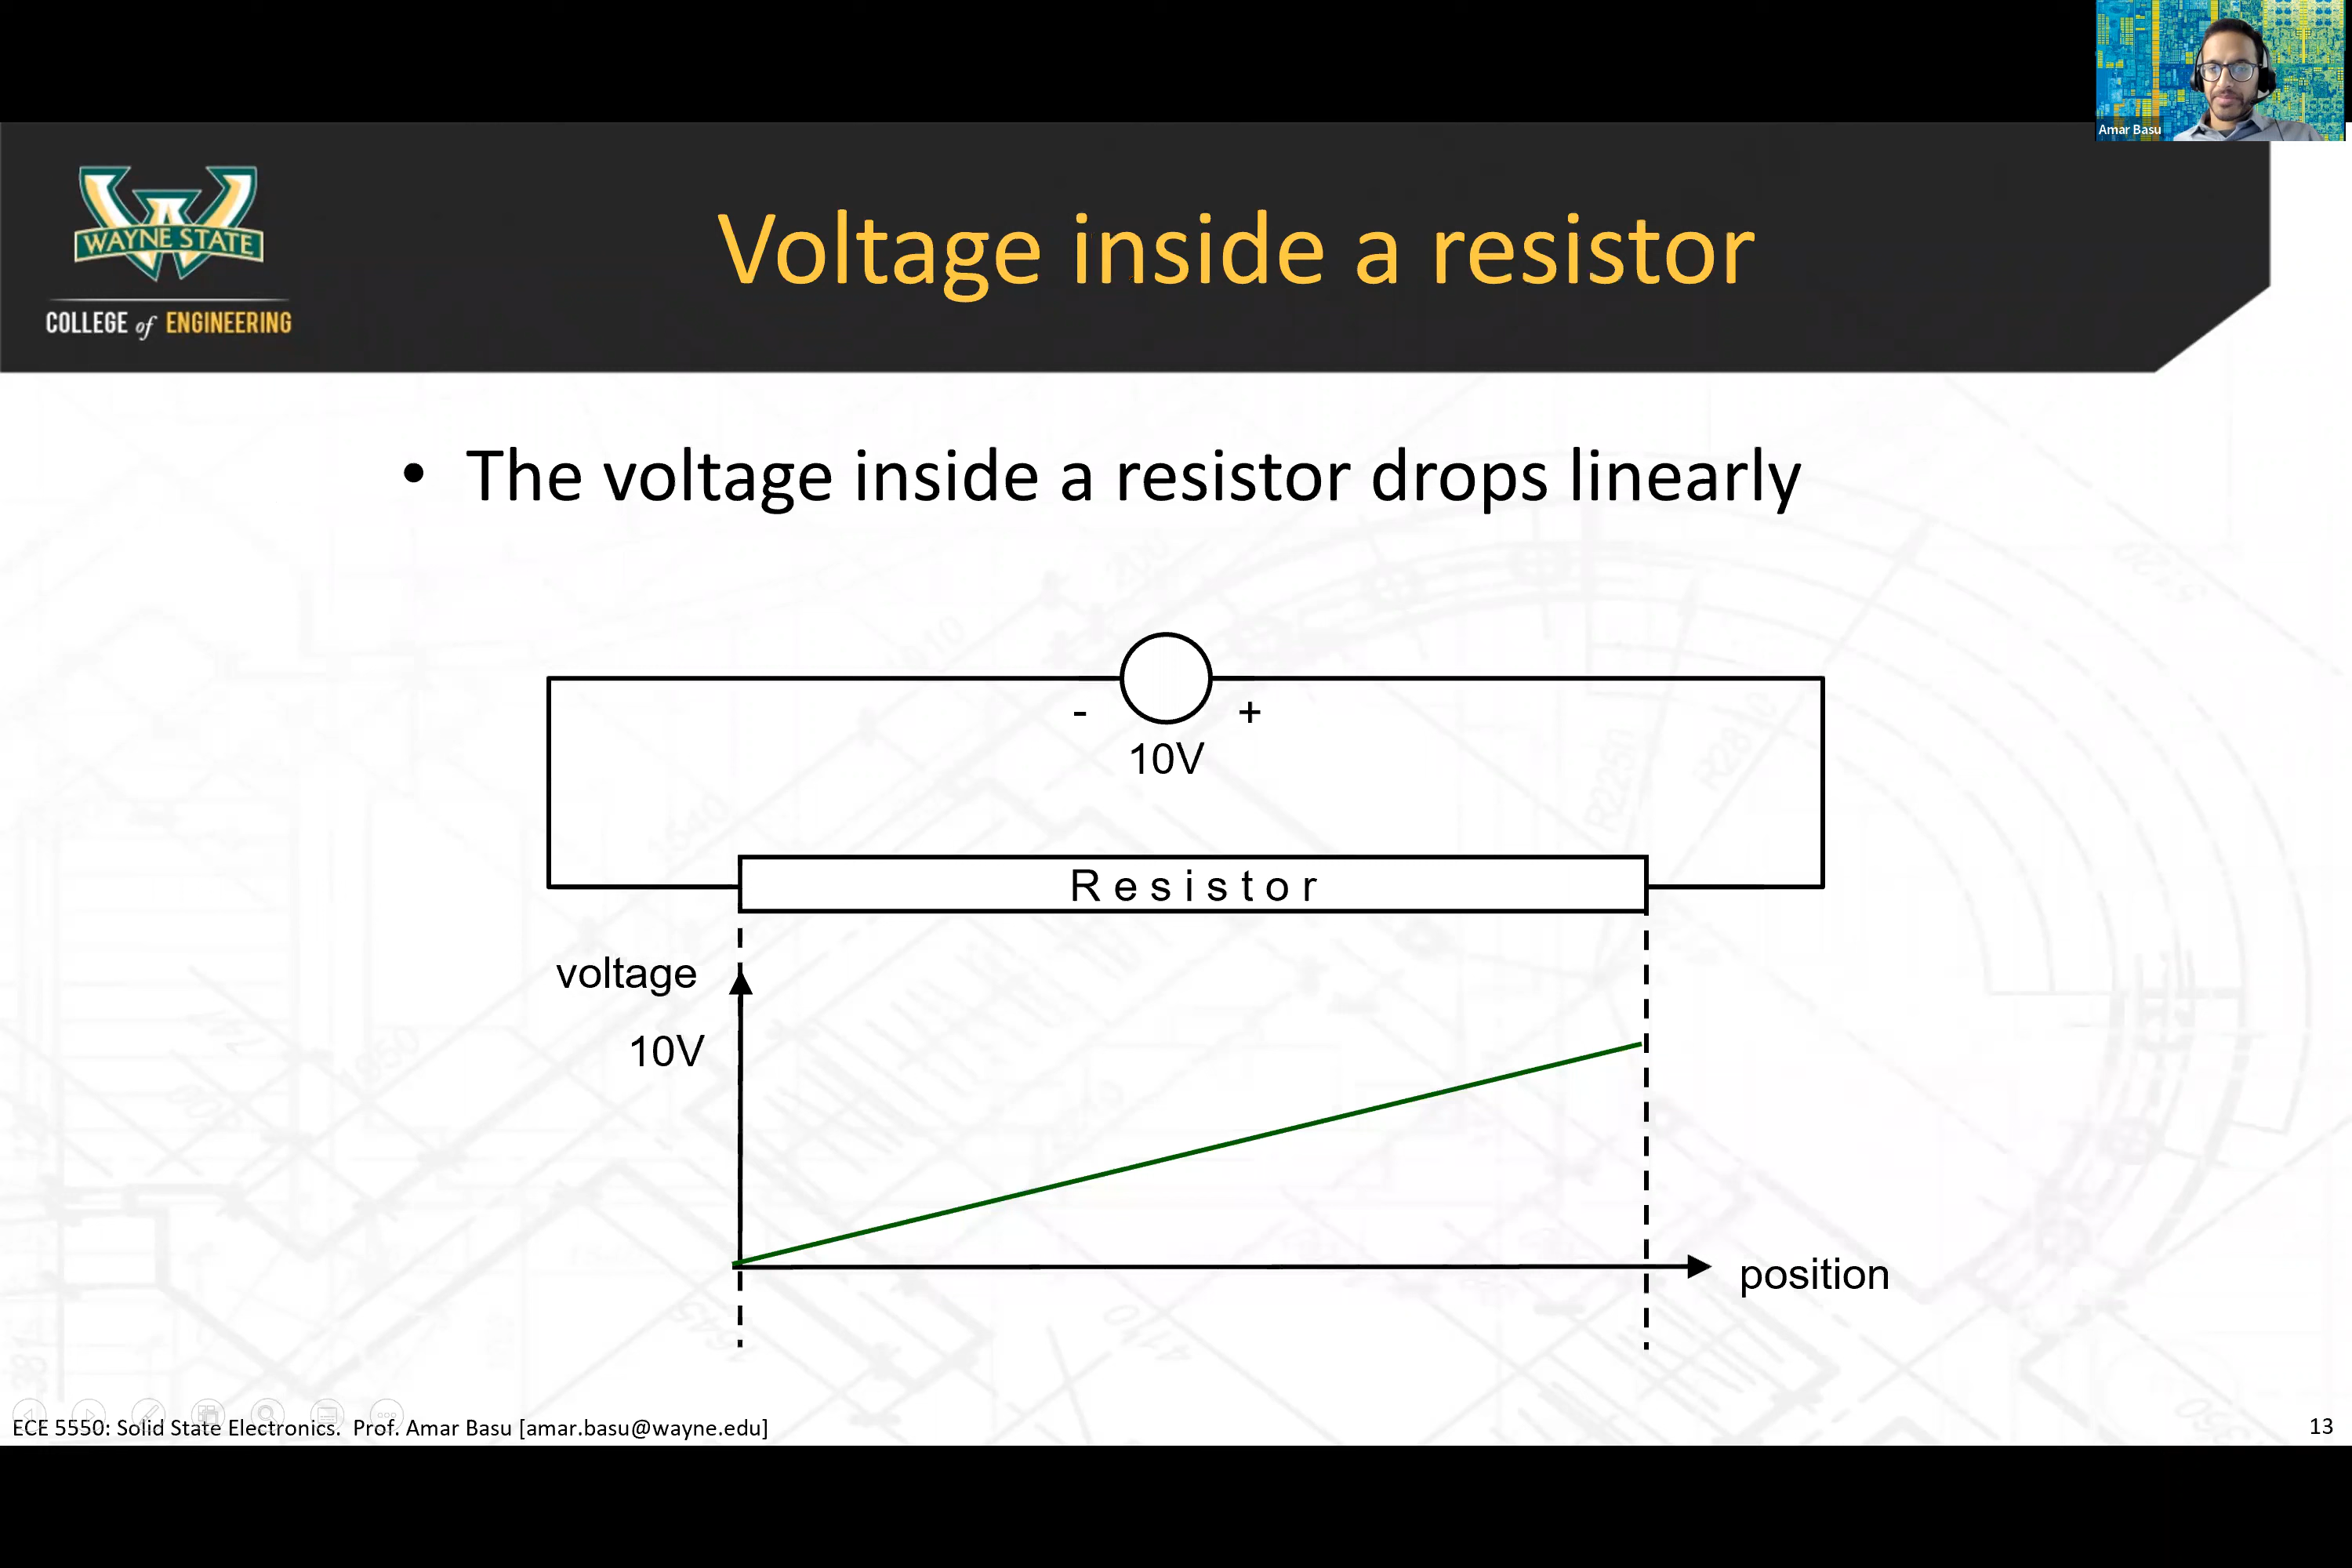 Amar Basu
WAYNE STATE
COLLEGE of ENGINEERING
Voltage inside a resistor
• The voltage inside a resistor drops linearly
- +
10V
Resistor
voltage
10V
position
ECE 5550: Solid State Electronics. Prof. Amar Basu [amar.basu@wayne.edu]
13